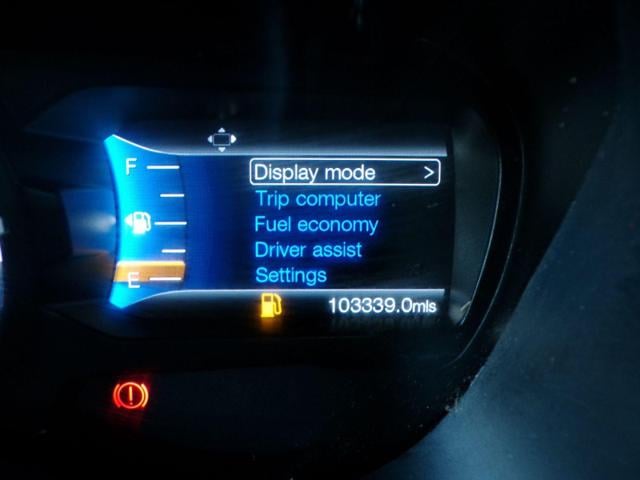 F
Display mode >
Trip computer
Fuel economy
Driver assist
E
Settings
103339.0mls